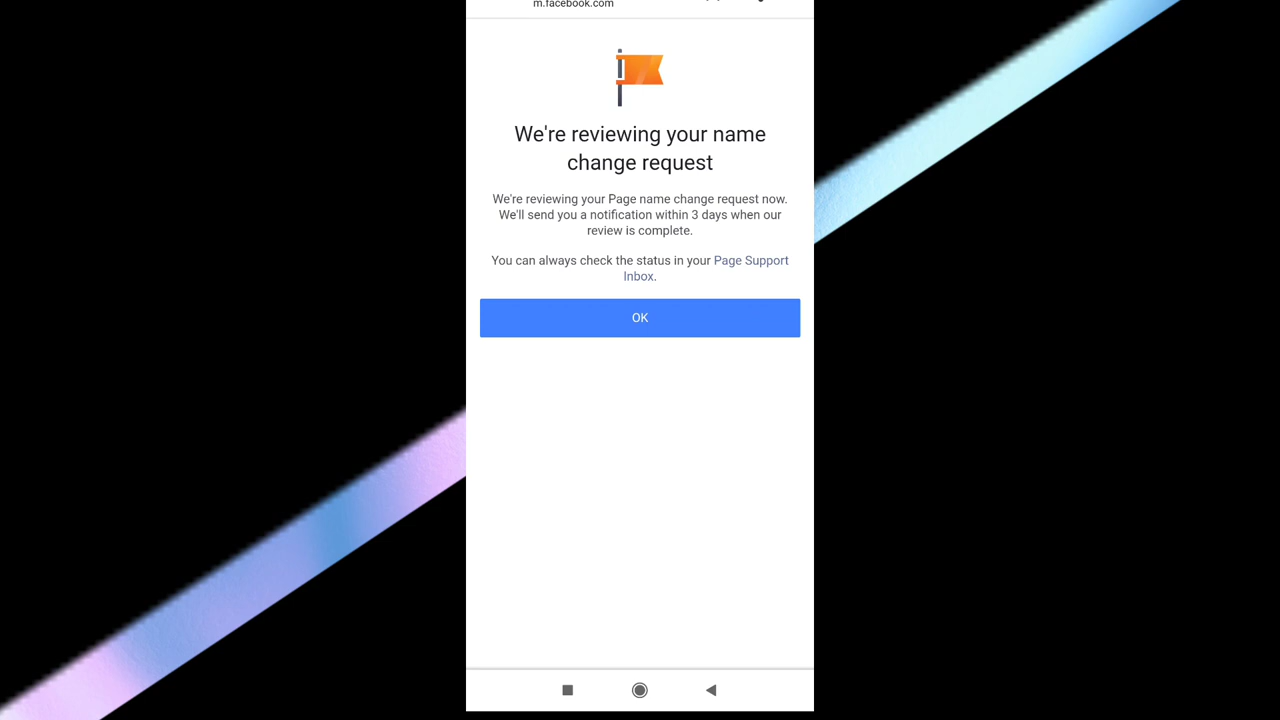 m.facebook.com
We're reviewing your name
change request
We're reviewing your Page name change request now.
We'll send you a notification within 3 days when our
review is complete.
You can always check the status in your Page Support
Inbox.
OK